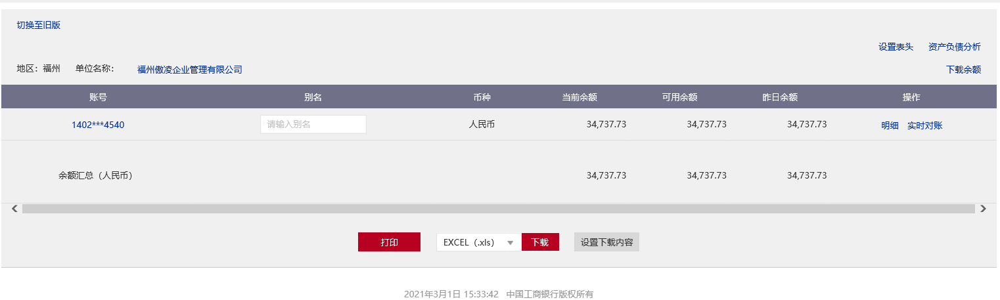 切换至旧版
设置表头 资产负债分析
地区：福州 单位名称： 福州傲凌企业管理有限公司 下载余额
账号 别名 币种 当前余额 可用余额 昨日余额 操作
1402***4540 请输入别名 人民币 34,737.73 34,737.73 34,737.73 明细 实时对账
余额汇总（人民币） 34,737.73 34,737.73 34,737.73
打印 EXCEL（.xls） 下载 设置下载内容
2021年3月1日 15:33:42 中国工商银行版权所有